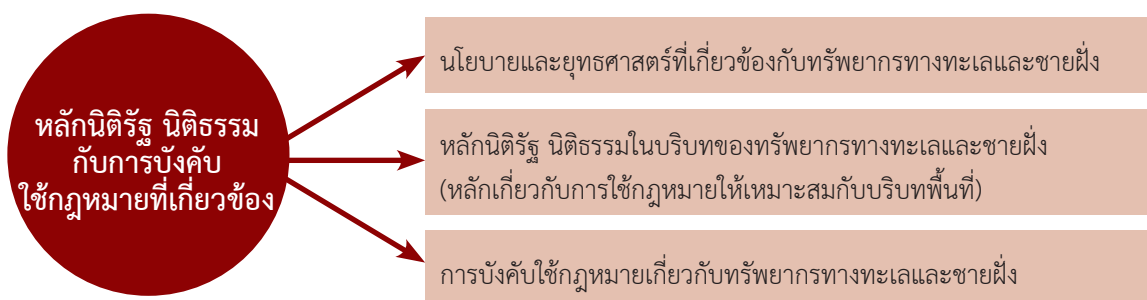 หลักนิติรัฐ นิติธรรม
กับการบังคับ
ใช้กฎหมายที่เกี่ยวข้อง
นโยบายและยุทธศาสตร์ที่เกี่ยวข้องกับทรัพยากรทางทะเลและชายฝั่ง
หลักนิติรัฐ นิติธรรมในบริบทของทรัพยากรทางทะเลและชายฝั่ง
(หลักเกี่ยวกับการใช้กฎหมายให้เหมาะสมกับบริบทพื้นที่)
การบังคับใช้กฎหมายเกี่ยวกับทรัพยากรทางทะเลและชายฝั่ง